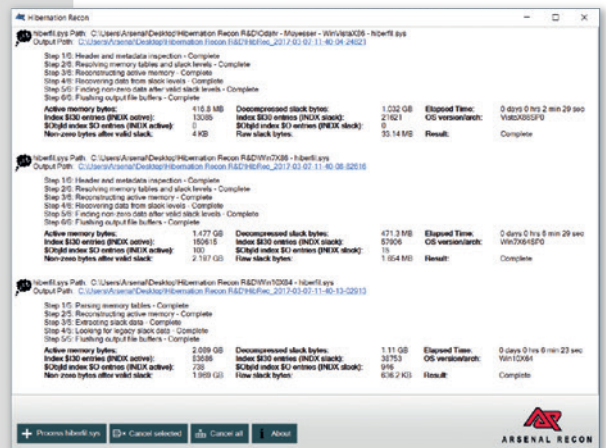 Hibernation Recon
hiberfil.sys Path: C:\Users\Arsenal\Desktop\Hibernation Recon R&D\Odahr - Muyesser - WinVistaX86 - hiberfil.sys
Output Path: C:\Users\Arsenal\Desktop\Hibernation Recon R&D\HibRec_2017-03-07-11-40-04-24821
Step 1/6: Header and metadata inspection - Complete
Step 2/6: Resolving memory tables and slack levels - Complete
Step 3/6: Reconstructing active memory - Complete
Step 4/6: Recovering data from slack levels - Complete
Step 5/6: Finding non-zero data after valid slack levels - Complete
Step 6/6: Flushing output file buffers - Complete
Active memory bytes: 416.8 MB Decompressed slack bytes: 1.032 GB Elapsed Time: 0 days 0 hrs 2 min 29 sec
Index $I30 entries (INDX active): 13085 Index $I30 entries (INDX slack): 21621 OS version/arch: VistaX86SP0
$ObjId index $O entries (INDX active): 0 $ObjId index $O entries (INDX slack): 0
Non-zero bytes after valid slack: 4 KB Raw slack bytes: 33.14 MB Result: Complete
hiberfil.sys Path: C:\Users\Arsenal\Desktop\Hibernation Recon R&D\Win7X86 - hiberfil.sys
Output Path: C:\Users\Arsenal\Desktop\Hibernation Recon R&D\HibRec_2017-03-07-11-40-08-82616
Step 1/6: Header and metadata inspection - Complete
Step 2/6: Resolving memory tables and slack levels - Complete
Step 3/6: Reconstructing active memory - Complete
Step 4/6: Recovering data from slack levels - Complete
Step 5/6: Finding non-zero data after valid slack levels - Complete
Step 6/6: Flushing output file buffers - Complete
Active memory bytes: 1.477 GB Decompressed slack bytes: 471.3 MB Elapsed Time: 0 days 0 hrs 6 min 29 sec
Index $I30 entries (INDX active): 150615 Index $I30 entries (INDX slack): 57906 OS version/arch: Win7X64SP0
$ObjId index $O entries (INDX active): 100 $ObjId index $O entries (INDX slack): 15
Non-zero bytes after valid slack: 2.197 GB Raw slack bytes: 1.654 MB Result: Complete
hiberfil.sys Path: C:\Users\Arsenal\Desktop\Hibernation Recon R&D\Win10X64 - hiberfil.sys
Output Path: C:\Users\Arsenal\Desktop\Hibernation Recon R&D\HibRec_2017-03-07-11-40-13-02913
Step 1/5: Parsing memory tables - Complete
Step 2/5: Reconstructing active memory - Complete
Step 3/5: Extracting slack data - Complete
Step 4/5: Looking for legacy slack data - Complete
Step 5/5: Flushing output file buffers - Complete
Active memory bytes: 2.089 GB Decompressed slack bytes: 1.11 GB Elapsed Time: 0 days 0 hrs 6 min 23 sec
Index $I30 entries (INDX active): 83586 Index $I30 entries (INDX slack): 38753 OS version/arch: Win10X64
$ObjId index $O entries (INDX active): 738 $ObjId index $O entries (INDX slack): 946
Non-zero bytes after valid slack: 1.969 GB Raw slack bytes: 636.2 KB Result: Complete
Process hiberfil.sys Cancel selected Cancel all About
ARSENAL RECON